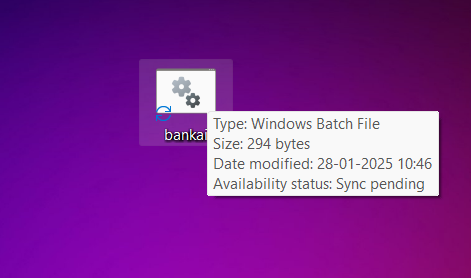 bankai
Type: Windows Batch File
Size: 294 bytes
Date modified: 28-01-2025 10:46
Availability status: Sync pending